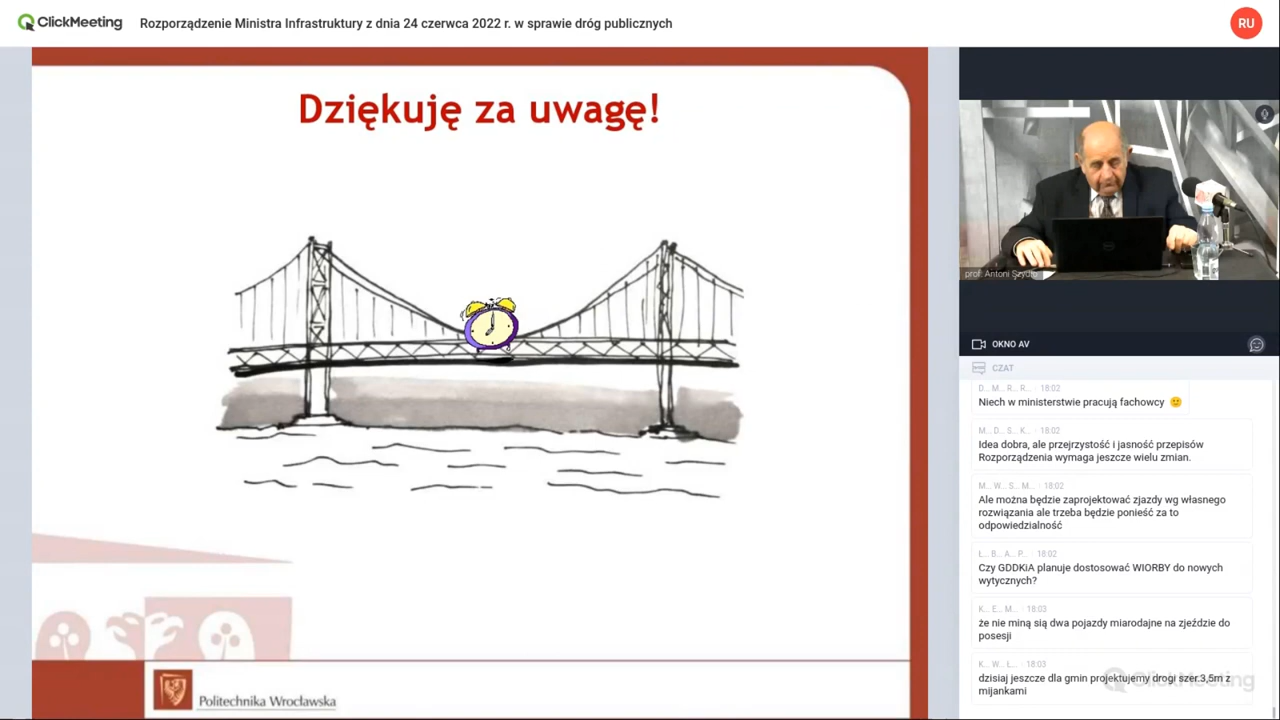 ClickMeeting
Rozporządzenie Ministra Infrastruktury z dnia 24 czerwca 2022 r. w sprawie dróg publicznych
RU
Dziękuję za uwagę!
Politechnika Wrocławska
prof. Antoni Szydło
OKNO AV
CZAT
D... M... R... R... · 18:02
Niech w ministerstwie pracują fachowcy 🙂
M... D... S... K... · 18:02
Idea dobra, ale przejrzystość i jasność przepisów
Rozporządzenia wymaga jeszcze wielu zmian.
M... W... S... M... · 18:02
Ale można będzie zaprojektować zjazdy wg własnego
rozwiązania ale trzeba będzie ponieść za to
odpowiedzialność
Ł... B... A... P... · 18:02
Czy GDDKiA planuje dostosować WIORBY do nowych
wytycznych?
K... E... M... · 18:03
że nie miną sią dwa pojazdy miarodajne na zjeździe do
posesji
K... W... Ł... · 18:03
dzisiaj jeszcze dla gmin projektujemy drogi szer.3,5m z
mijankami
ClickMeeting